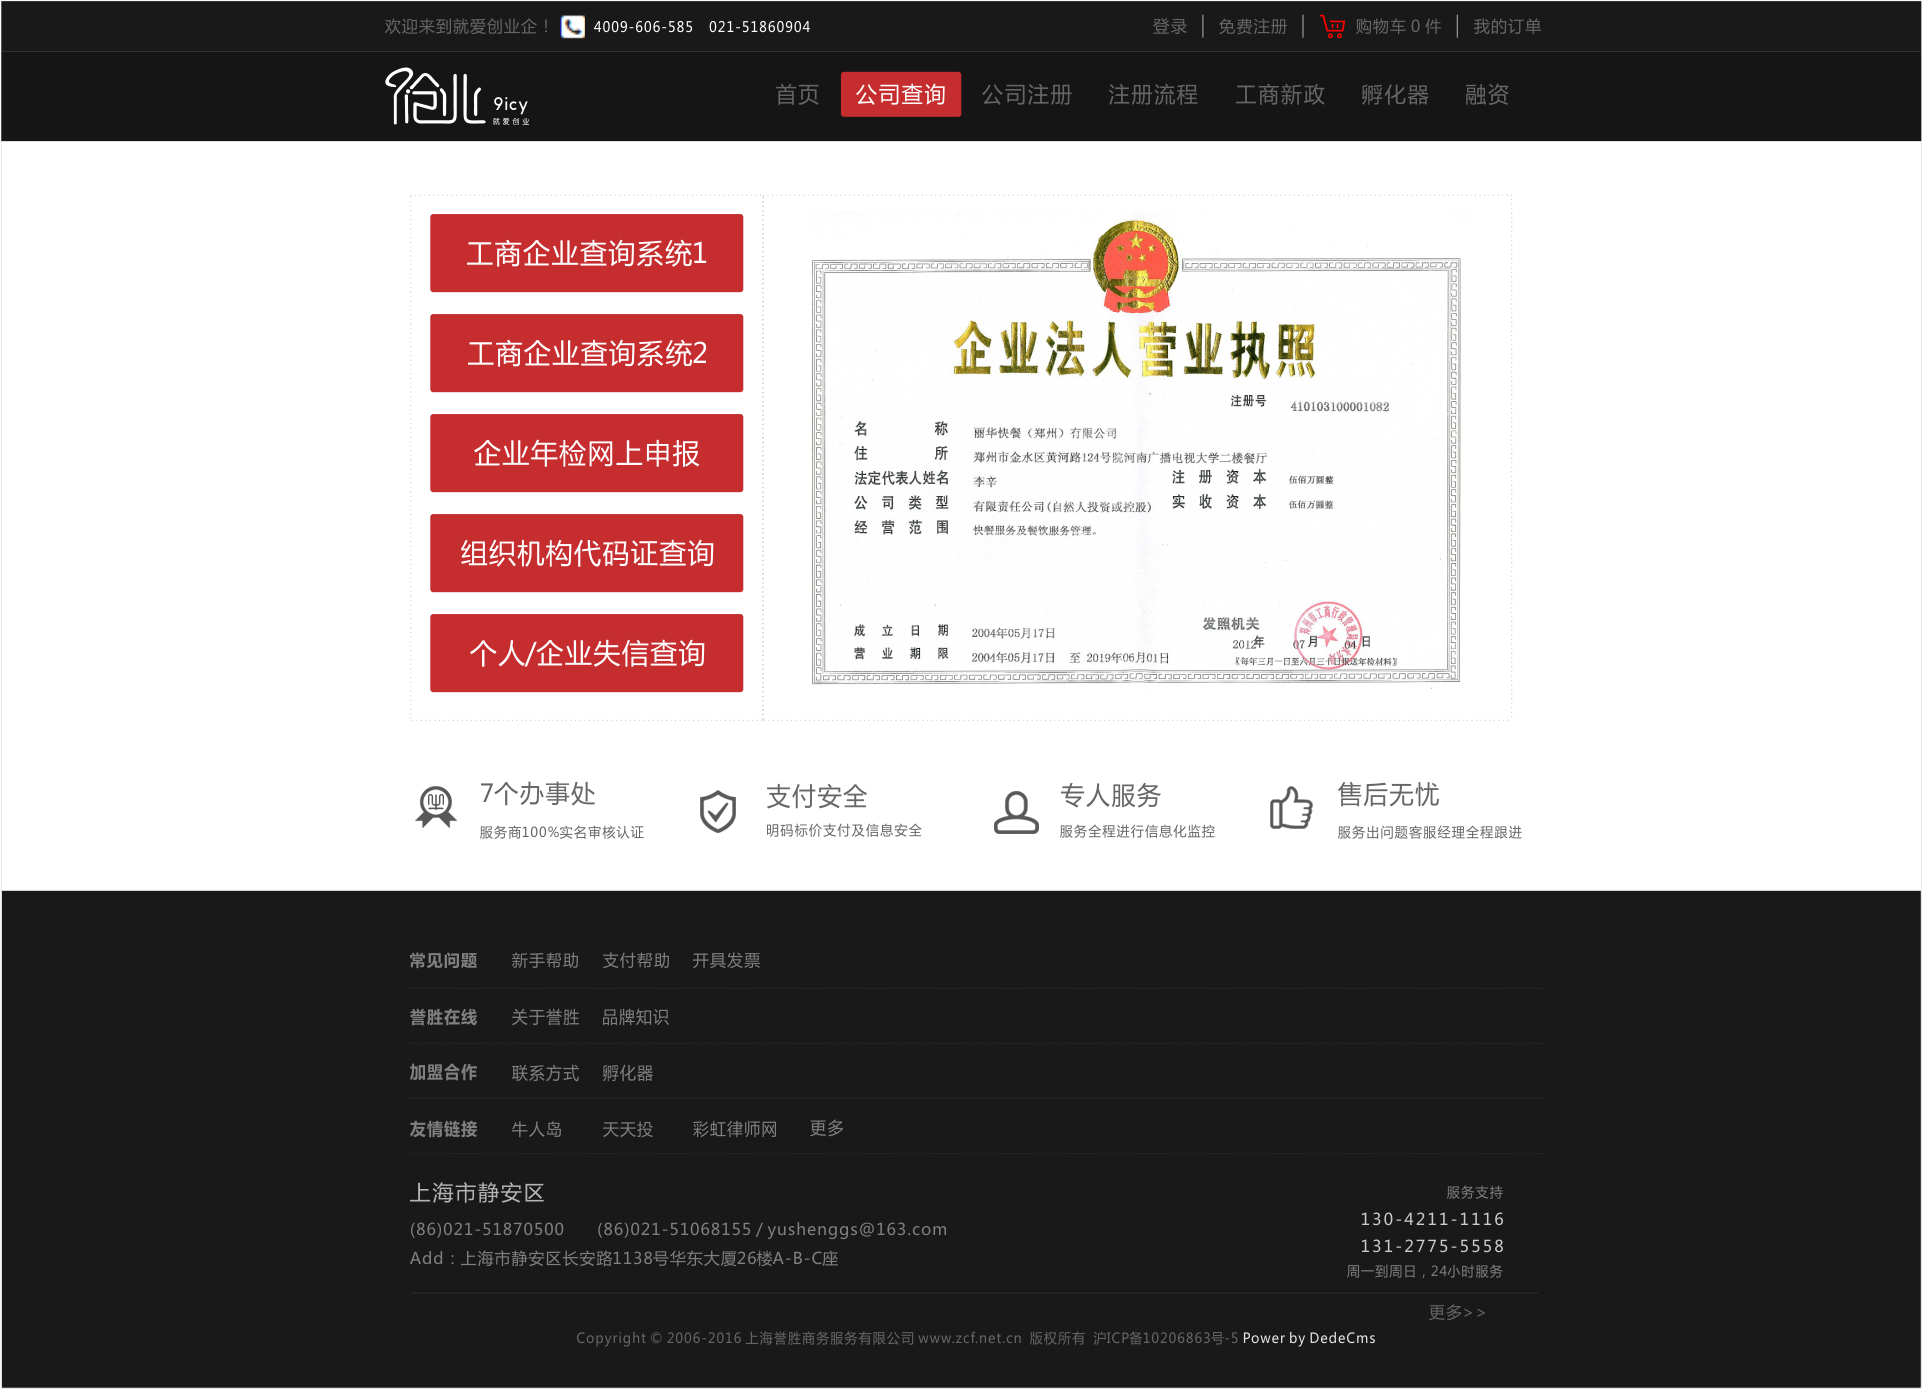 欢迎来到就爱创业企！ 4009-606-585 021-51860904 登录 免费注册 购物车 0 件 我的订单
9icy
就爱创业
首页 公司查询 公司注册 注册流程 工商新政 孵化器 融资
工商企业查询系统1
工商企业查询系统2
企业年检网上申报
组织机构代码证查询
个人/企业失信查询
企业法人营业执照
注册号 410103100001082
名 称 丽华快餐（郑州）有限公司
住 所 郑州市金水区黄河路124号院河南广播电视大学二楼餐厅
法定代表人姓名 李辛 注 册 资 本 伍佰万圆整
公 司 类 型 有限责任公司(自然人投资或控股) 实 收 资 本 伍佰万圆整
经 营 范 围 快餐服务及餐饮服务管理。
成 立 日 期 2004年05月17日
营 业 期 限 2004年05月17日 至 2019年06月01日
发照机关
2012年 07月 04日
〖每年三月一日至六月三十日报送年检材料〗
7个办事处
服务商100%实名审核认证
支付安全
明码标价支付及信息安全
专人服务
服务全程进行信息化监控
售后无忧
服务出问题客服经理全程跟进
常见问题 新手帮助 支付帮助 开具发票
誉胜在线 关于誉胜 品牌知识
加盟合作 联系方式 孵化器
友情链接 牛人岛 天天投 彩虹律师网 更多
上海市静安区
(86)021-51870500 (86)021-51068155 / yushenggs@163.com
Add：上海市静安区长安路1138号华东大厦26楼A-B-C座
服务支持
130-4211-1116
131-2775-5558
周一到周日，24小时服务
更多>>
Copyright © 2006-2016 上海誉胜商务服务有限公司 www.zcf.net.cn 版权所有 沪ICP备10206863号-5 Power by DedeCms